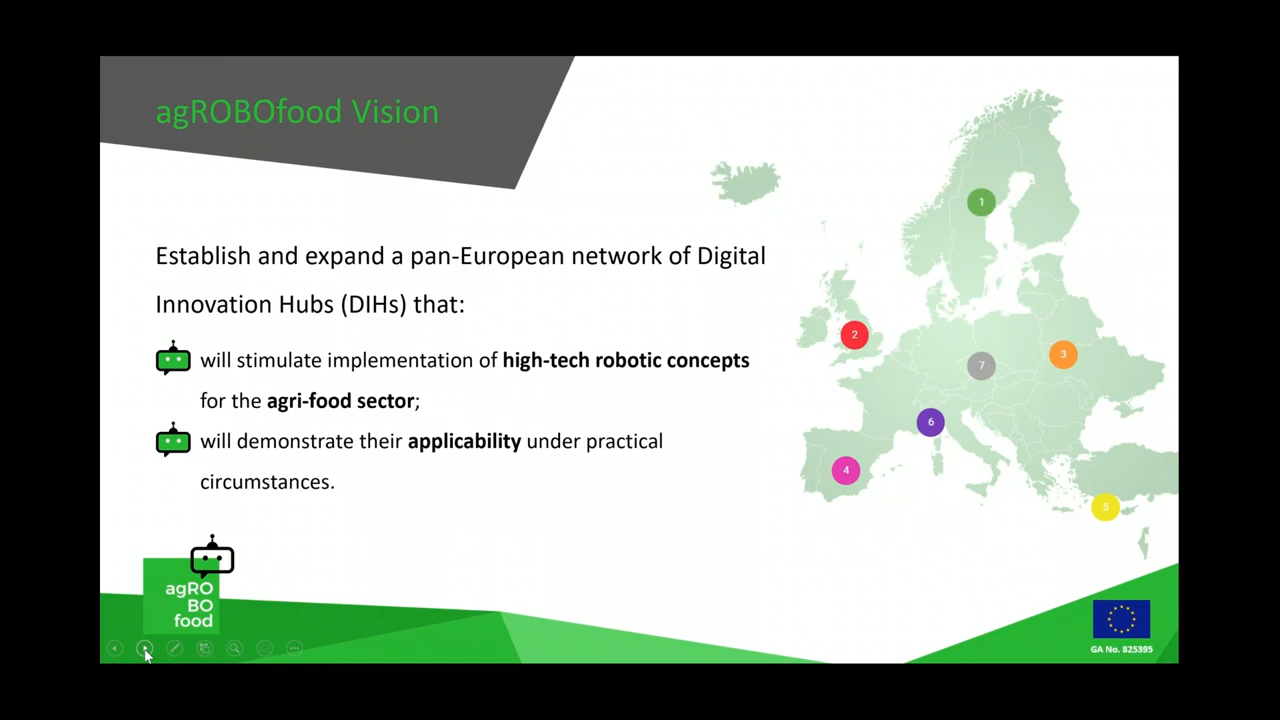 agROBOfood Vision
Establish and expand a pan-European network of Digital
Innovation Hubs (DIHs) that:
will stimulate implementation of high-tech robotic concepts
for the agri-food sector;
will demonstrate their applicability under practical
circumstances.
1
2
3
7
6
4
5
agRO
BO
food
GA No. 825395